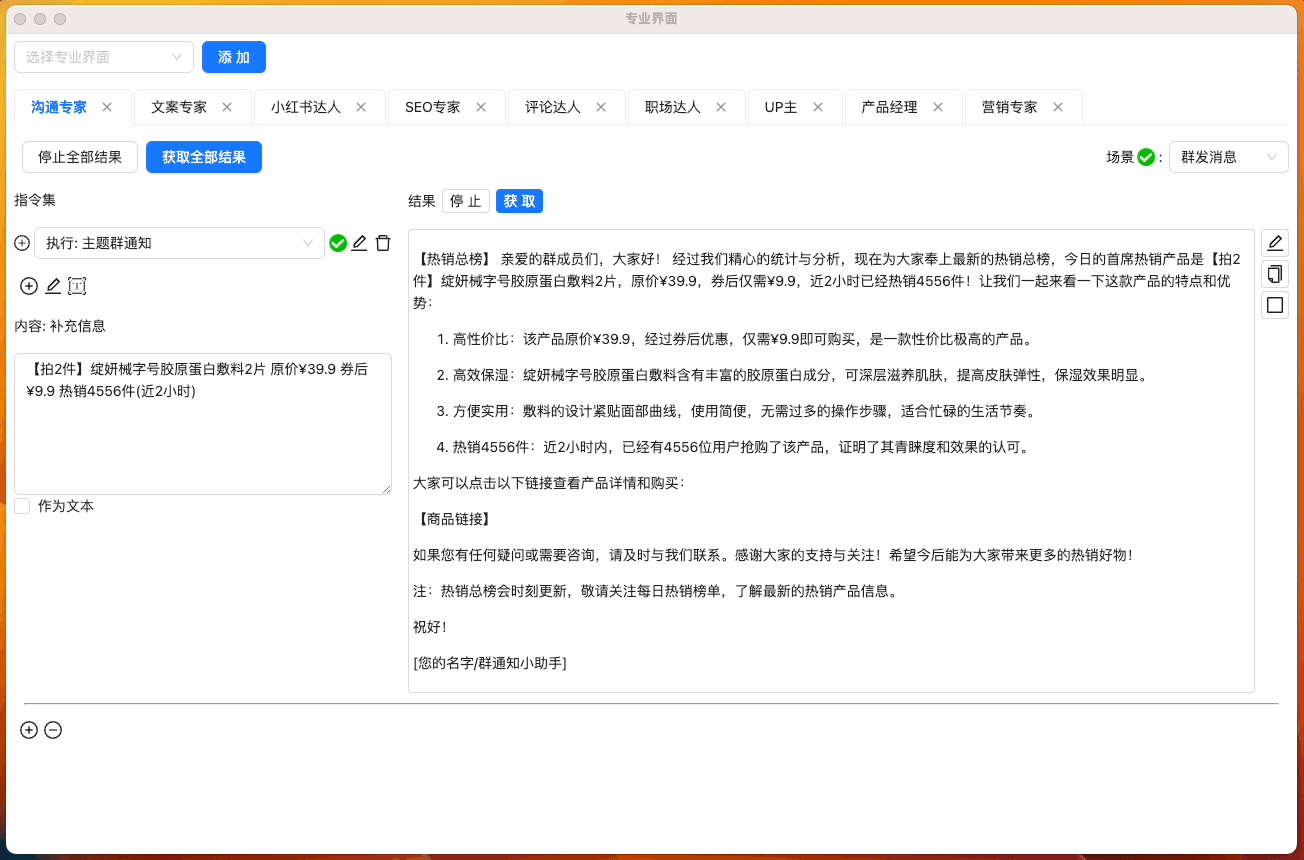 专业界面
选择专业界面
添 加
沟通专家
文案专家
小红书达人
SEO专家
评论达人
职场达人
UP主
产品经理
营销专家
停止全部结果
获取全部结果
场景 :
群发消息
指令集
结果
停 止
获 取
执行: 主题群通知
内容: 补充信息
【拍2件】绽妍械字号胶原蛋白敷料2片 原价¥39.9 券后
¥9.9 热销4556件(近2小时)
作为文本
【热销总榜】 亲爱的群成员们，大家好！ 经过我们精心的统计与分析，现在为大家奉上最新的热销总榜，今日的首席热销产品是【拍2
件】绽妍械字号胶原蛋白敷料2片，原价¥39.9，券后仅需¥9.9，近2小时已经热销4556件！让我们一起来看一下这款产品的特点和优
势：
1. 高性价比：该产品原价¥39.9，经过券后优惠，仅需¥9.9即可购买，是一款性价比极高的产品。
2. 高效保湿：绽妍械字号胶原蛋白敷料含有丰富的胶原蛋白成分，可深层滋养肌肤，提高皮肤弹性，保湿效果明显。
3. 方便实用：敷料的设计紧贴面部曲线，使用简便，无需过多的操作步骤，适合忙碌的生活节奏。
4. 热销4556件：近2小时内，已经有4556位用户抢购了该产品，证明了其青睐度和效果的认可。
大家可以点击以下链接查看产品详情和购买：
【商品链接】
如果您有任何疑问或需要咨询，请及时与我们联系。感谢大家的支持与关注！希望今后能为大家带来更多的热销好物！
注：热销总榜会时刻更新，敬请关注每日热销榜单，了解最新的热销产品信息。
祝好！
[您的名字/群通知小助手]